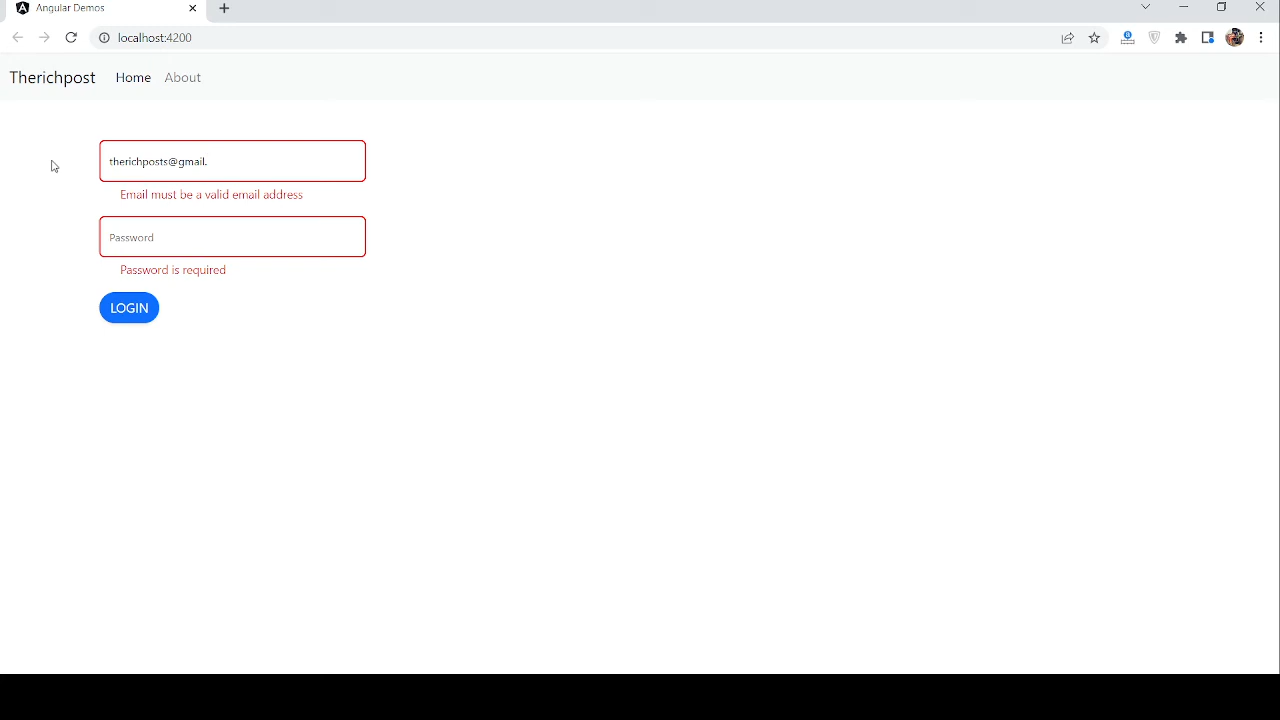 Angular Demos
localhost:4200
Therichpost Home About
therichposts@gmail.
Email must be a valid email address
Password
Password is required
LOGIN